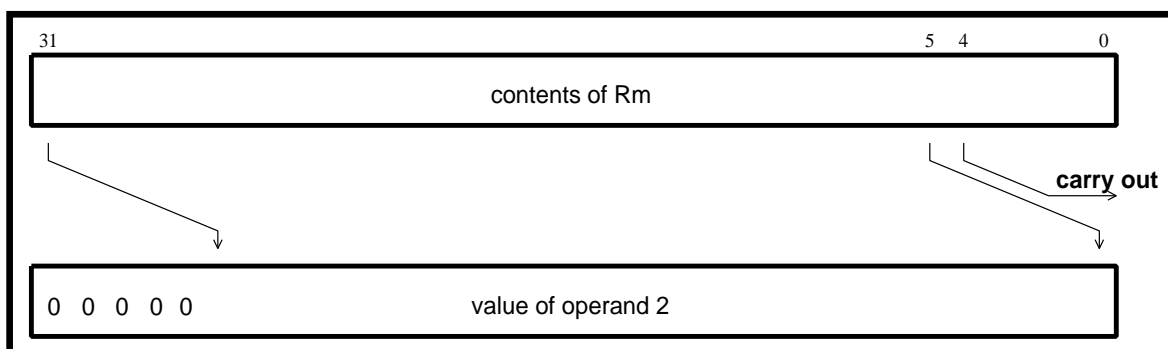 31 5 4 0
contents of Rm
carry out
0 0 0 0 0 value of operand 2